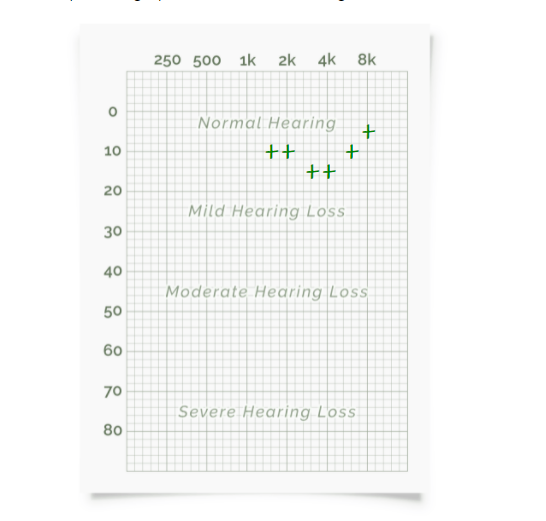 250 500 1k 2k 4k 8k
0
Normal Hearing
10
20
Mild Hearing Loss
30
40
Moderate Hearing Loss
50
60
70
Severe Hearing Loss
80